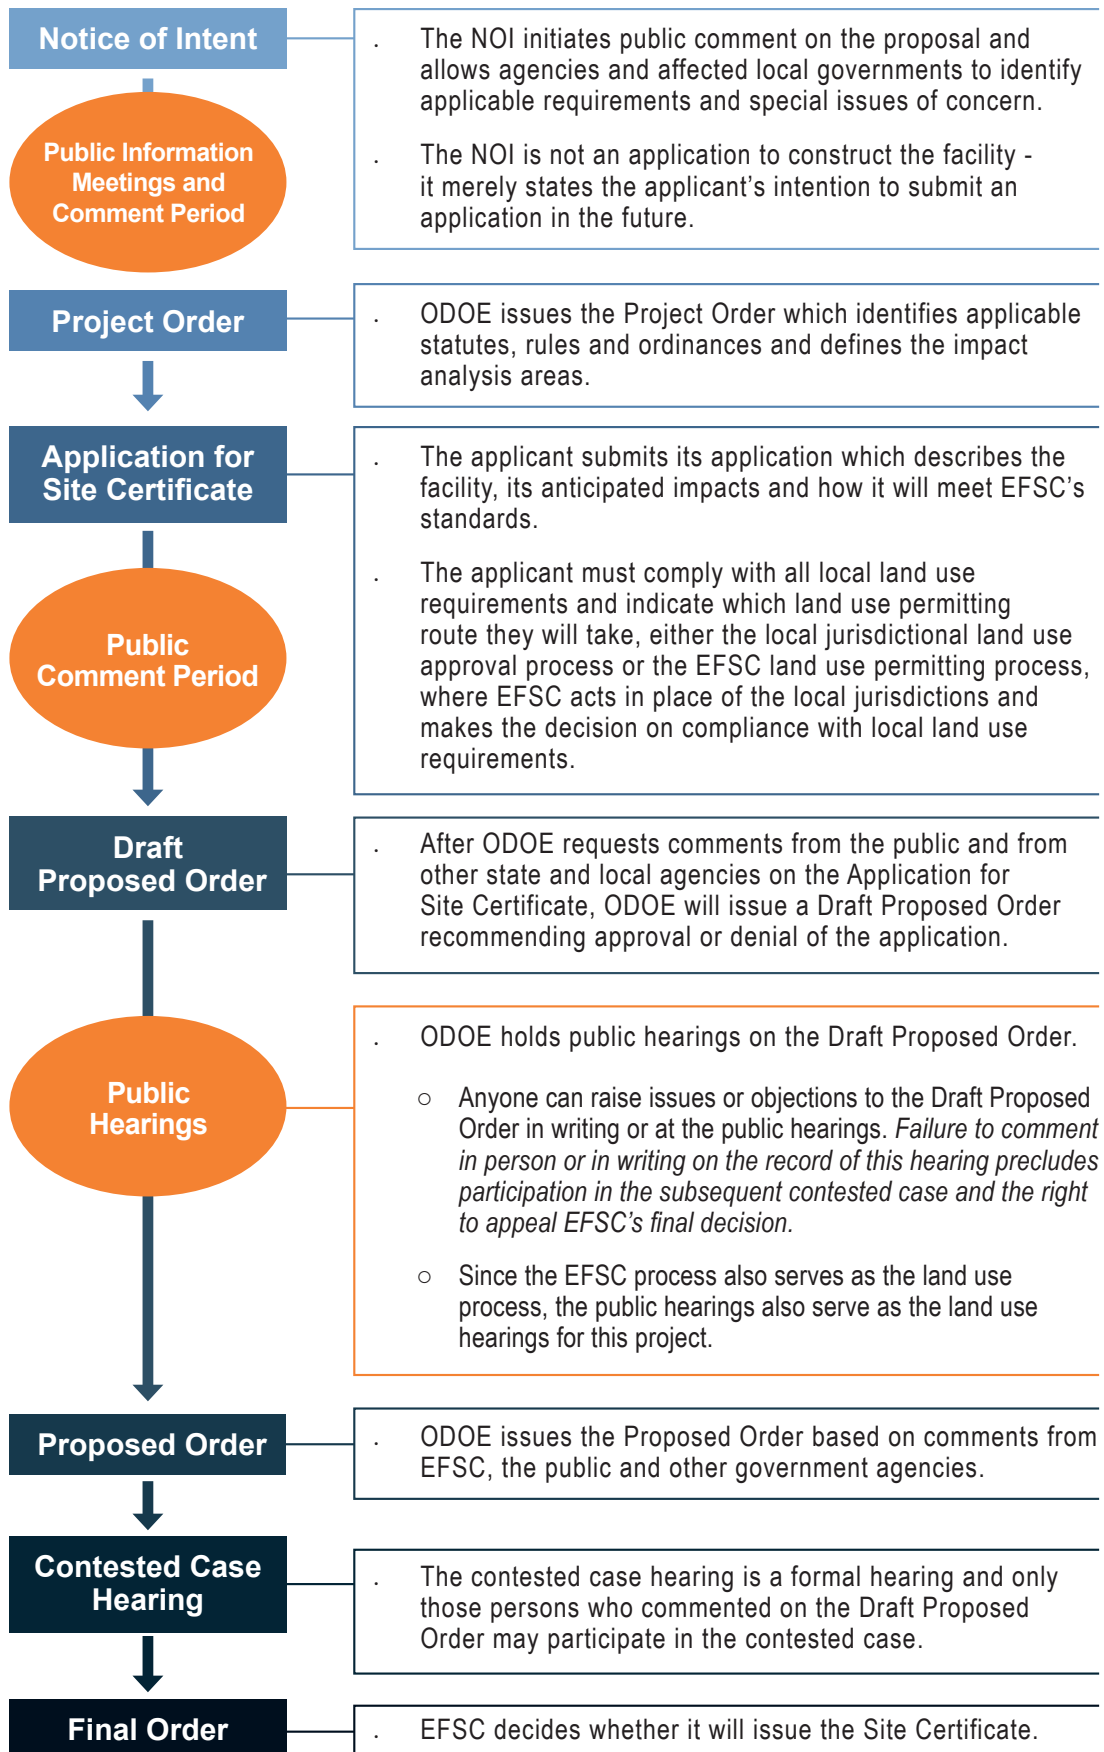 Notice of Intent
. The NOI initiates public comment on the proposal and
allows agencies and affected local governments to identify
applicable requirements and special issues of concern.
. The NOI is not an application to construct the facility -
it merely states the applicant's intention to submit an
application in the future.
Public Information
Meetings and
Comment Period
Project Order
. ODOE issues the Project Order which identifies applicable
statutes, rules and ordinances and defines the impact
analysis areas.
Application for
Site Certificate
. The applicant submits its application which describes the
facility, its anticipated impacts and how it will meet EFSC's
standards.
. The applicant must comply with all local land use
requirements and indicate which land use permitting
route they will take, either the local jurisdictional land use
approval process or the EFSC land use permitting process,
where EFSC acts in place of the local jurisdictions and
makes the decision on compliance with local land use
requirements.
Public
Comment Period
Draft
Proposed Order
. After ODOE requests comments from the public and from
other state and local agencies on the Application for
Site Certificate, ODOE will issue a Draft Proposed Order
recommending approval or denial of the application.
Public
Hearings
. ODOE holds public hearings on the Draft Proposed Order.
○ Anyone can raise issues or objections to the Draft Proposed
Order in writing or at the public hearings. Failure to comment
in person or in writing on the record of this hearing precludes
participation in the subsequent contested case and the right
to appeal EFSC's final decision.
○ Since the EFSC process also serves as the land use
process, the public hearings also serve as the land use
hearings for this project.
Proposed Order
. ODOE issues the Proposed Order based on comments from
EFSC, the public and other government agencies.
Contested Case
Hearing
. The contested case hearing is a formal hearing and only
those persons who commented on the Draft Proposed
Order may participate in the contested case.
Final Order
. EFSC decides whether it will issue the Site Certificate.